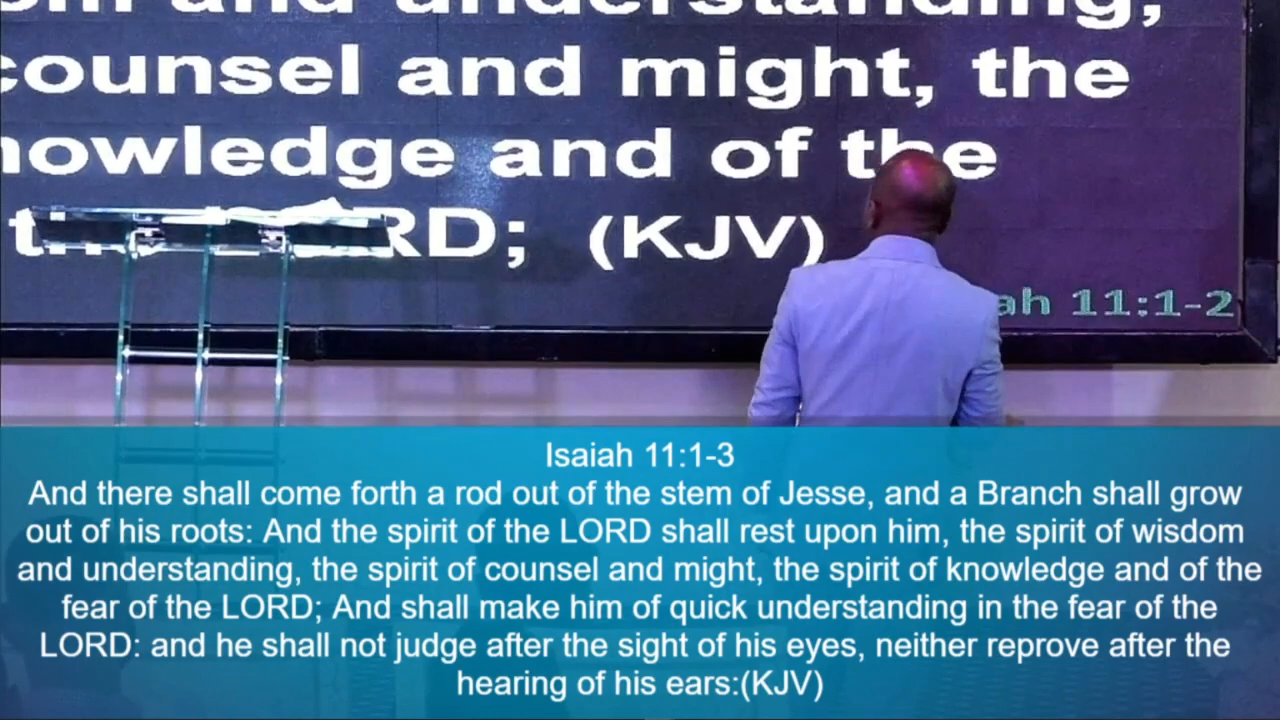 and understanding,
counsel and might, the
and of the
(KJV)
11:1-2
Isaiah 11:1-3
And there shall come forth a rod out of the stem of Jesse, and a Branch shall grow
out of his roots: And the spirit of the LORD shall rest upon him, the spirit of wisdom
and understanding, the spirit of counsel and might, the spirit of knowledge and of the
fear of the LORD; And shall make him of quick understanding in the fear of the
LORD: and he shall not judge after the sight of his eyes, neither reprove after the
hearing of his ears:(KJV)